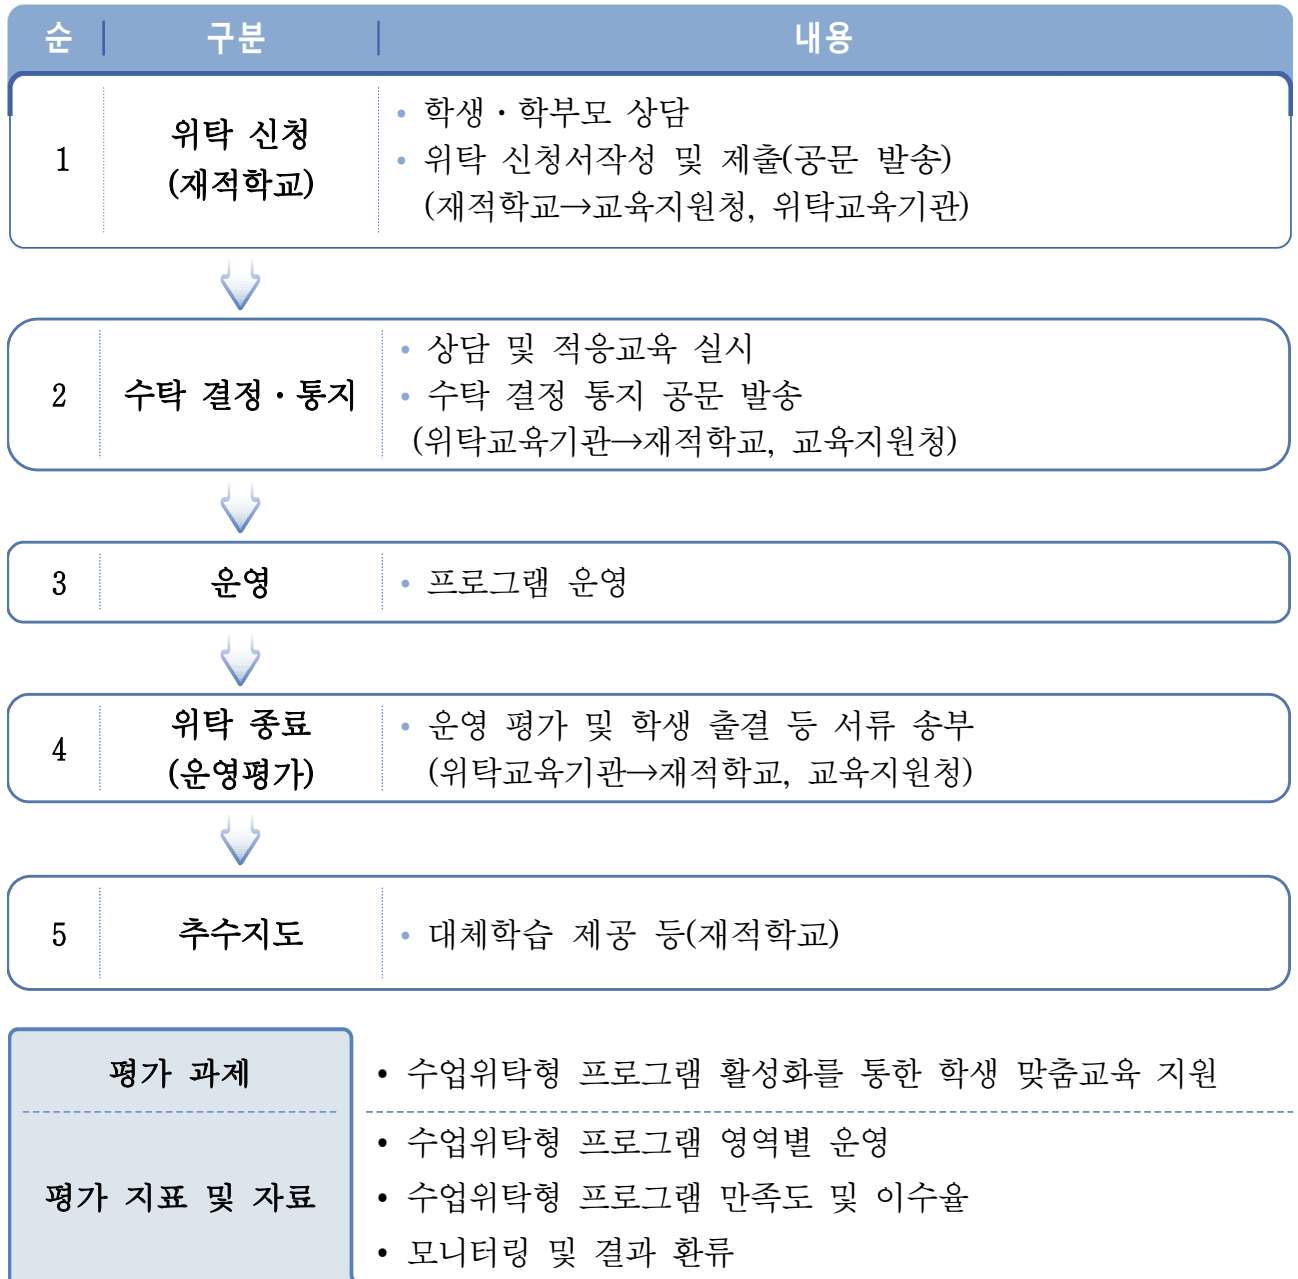 순 구분 내용
1 위탁 신청 (재적학교)
• 학생・학부모 상담
• 위탁 신청서작성 및 제출(공문 발송)
(재적학교→교육지원청, 위탁교육기관)
2 수탁 결정・통지
• 상담 및 적응교육 실시
• 수탁 결정 통지 공문 발송
(위탁교육기관→재적학교, 교육지원청)
3 운영 • 프로그램 운영
4 위탁 종료 (운영평가)
• 운영 평가 및 학생 출결 등 서류 송부
(위탁교육기관→재적학교, 교육지원청)
5 추수지도 • 대체학습 제공 등(재적학교)
평가 과제 • 수업위탁형 프로그램 활성화를 통한 학생 맞춤교육 지원
평가 지표 및 자료
• 수업위탁형 프로그램 영역별 운영
• 수업위탁형 프로그램 만족도 및 이수율
• 모니터링 및 결과 환류